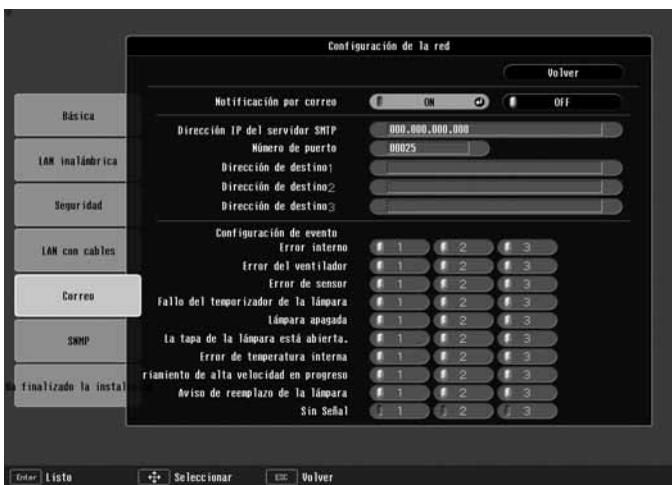 Configuración de la red
Volver
Notificación por correo ON OFF
Dirección IP del servidor SMTP 000.000.000.000
Número de puerto 00025
Dirección de destino1
Dirección de destino2
Dirección de destino3
Configuración de evento
Error interno 1 2 3
Error del ventilador 1 2 3
Error de sensor 1 2 3
Fallo del temporizador de la lámpara 1 2 3
Lámpara apagada 1 2 3
La tapa de la lámpara está abierta. 1 2 3
Error de temperatura interna 1 2 3
riamiento de alta velocidad en progreso 1 2 3
Aviso de reemplazo de la lámpara 1 2 3
Sin Señal 1 2 3
Básica
LAN inalámbrica
Seguridad
LAN con cables
Correo
SNMP
a finalizado la instal
Enter Listo
Seleccionar
ESC Volver